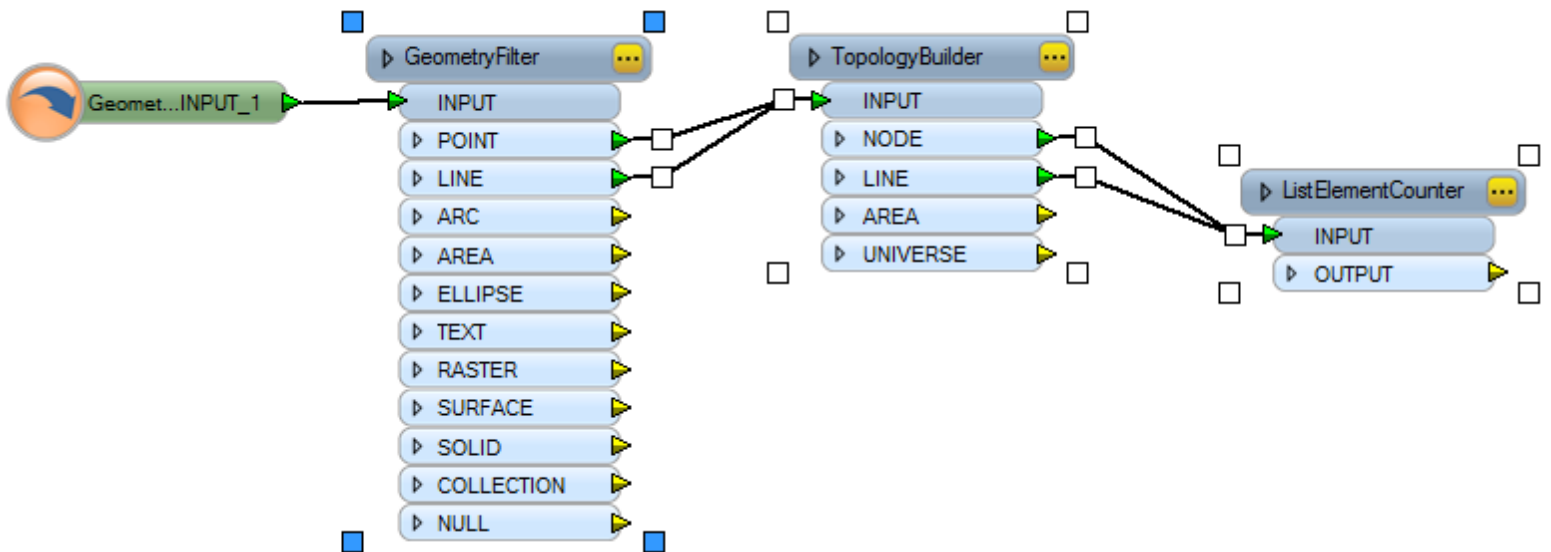 Geomet...INPUT_1
GeometryFilter
INPUT
POINT
LINE
ARC
AREA
ELLIPSE
TEXT
RASTER
SURFACE
SOLID
COLLECTION
NULL
TopologyBuilder
INPUT
NODE
LINE
AREA
UNIVERSE
ListElementCounter
INPUT
OUTPUT